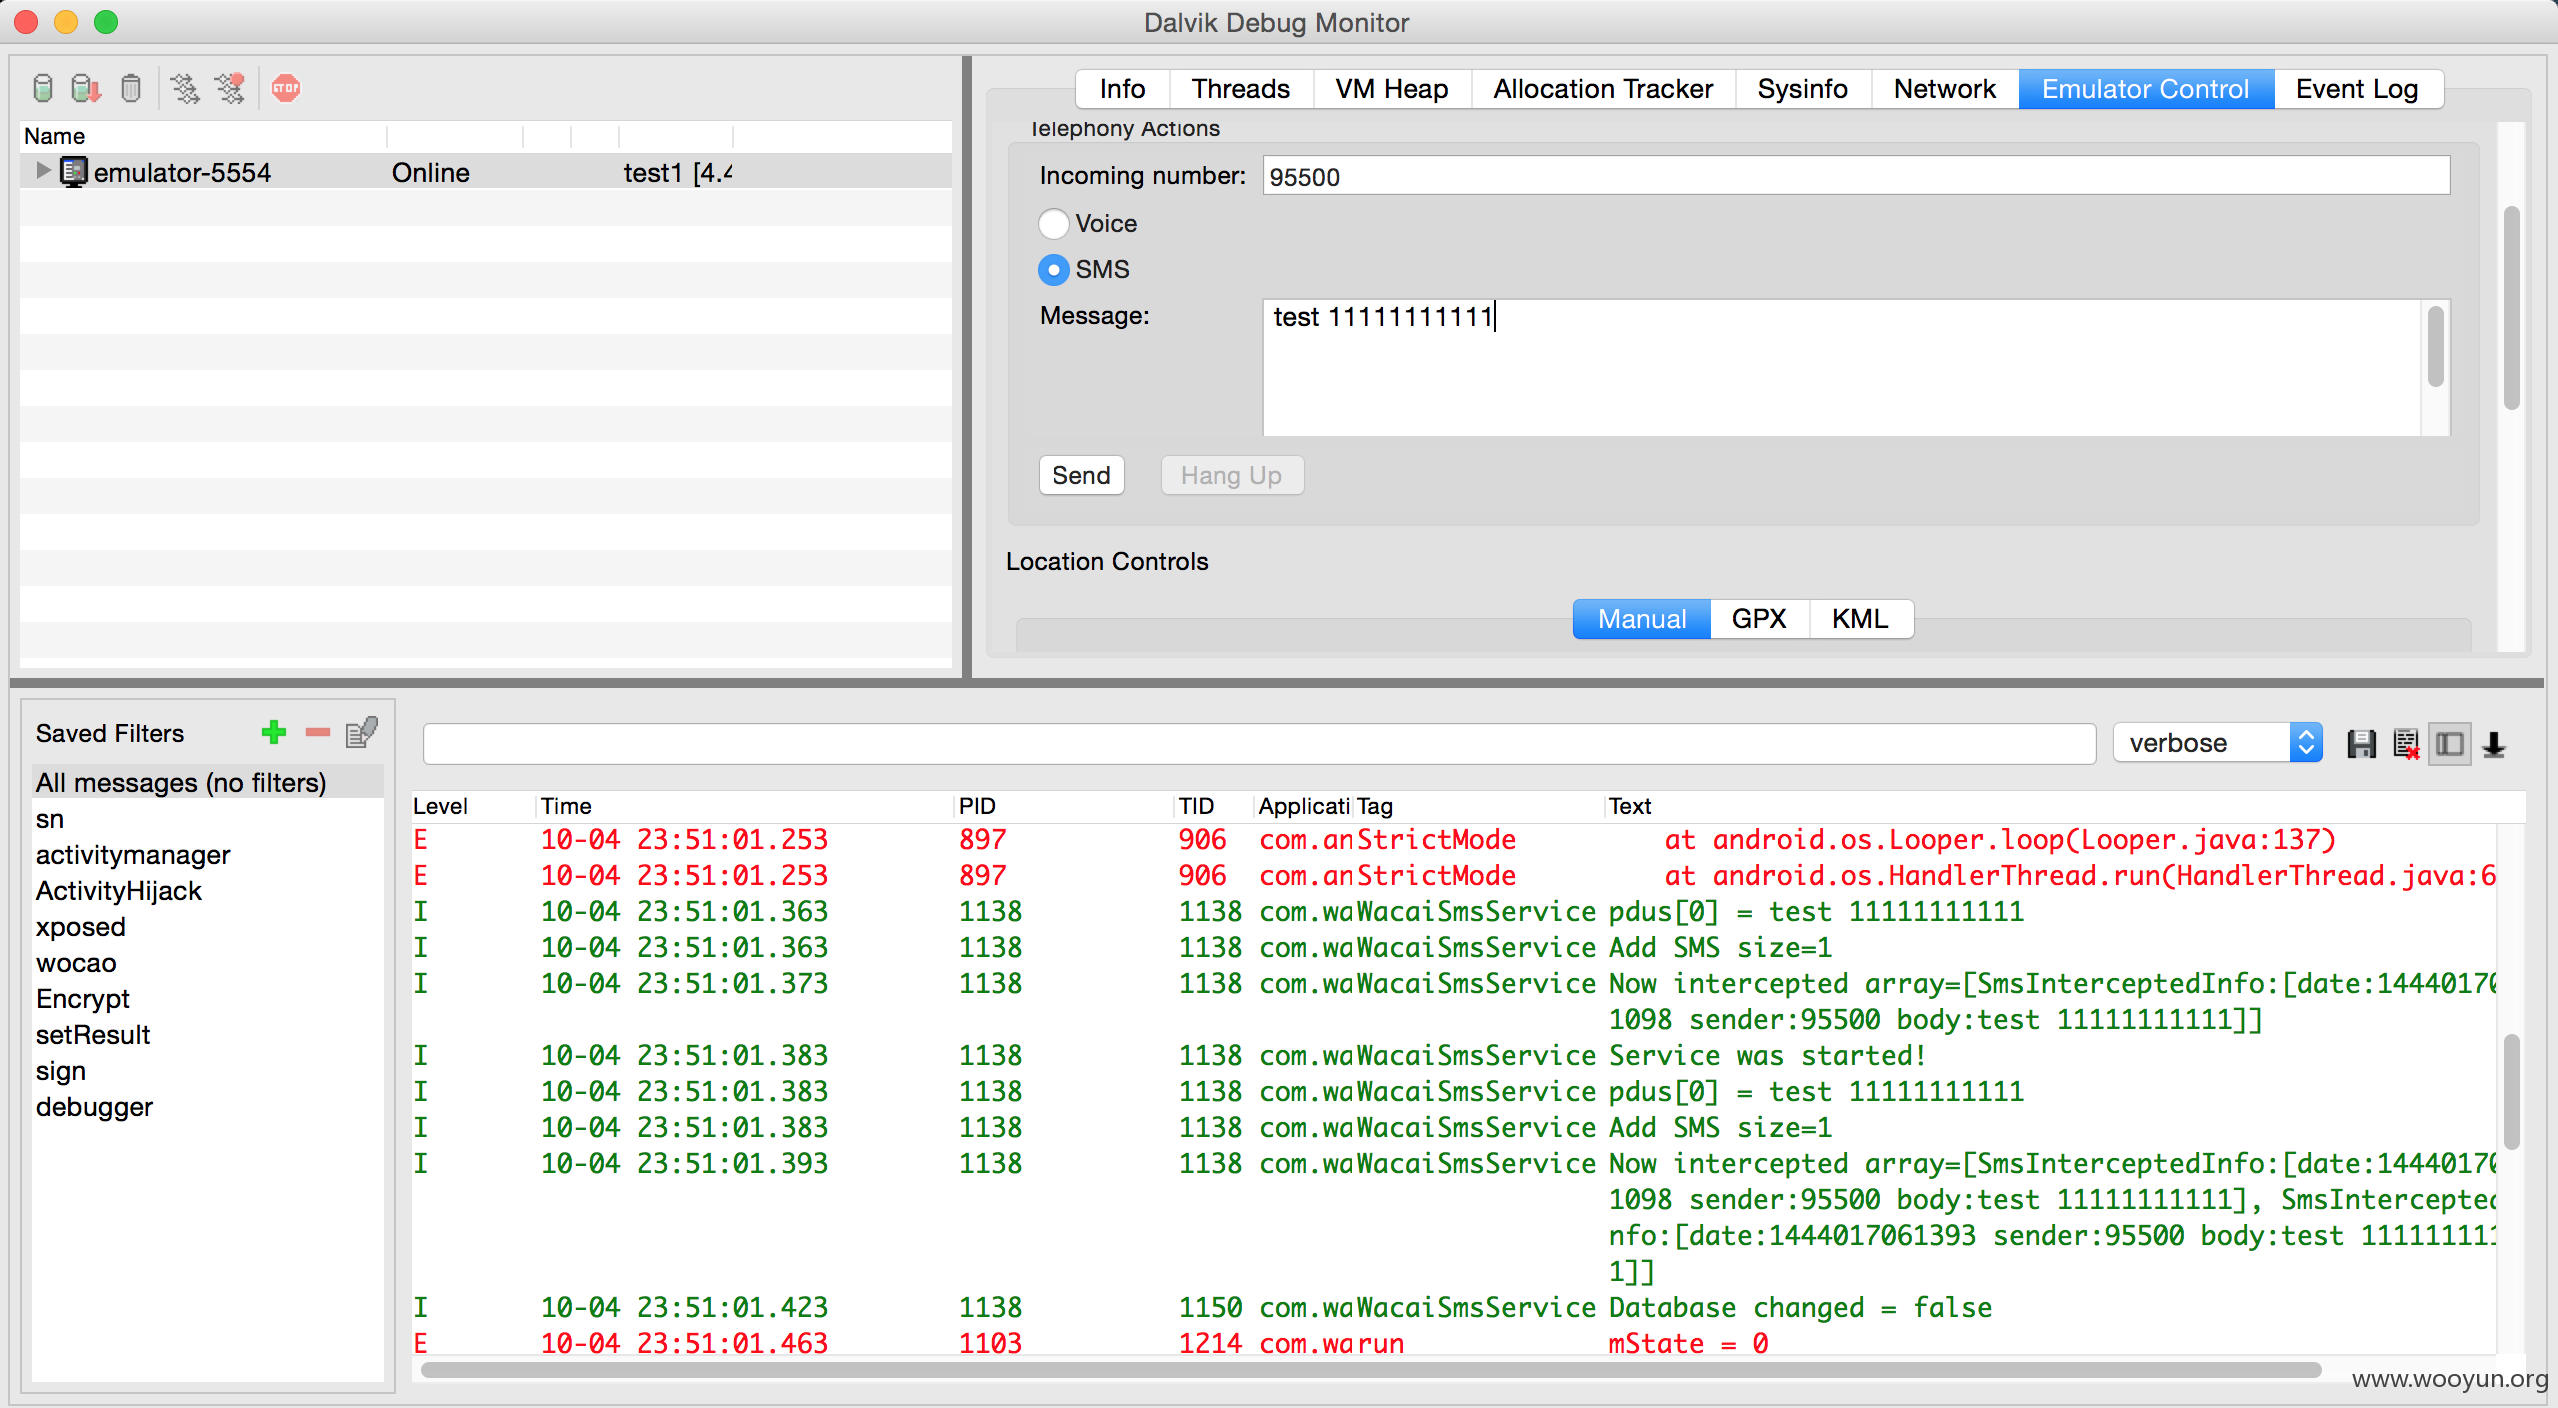 Dalvik Debug Monitor
Info Threads VM Heap Allocation Tracker Sysinfo Network Emulator Control Event Log
STOP
Name
emulator-5554 Online test1 [4.4
Telephony Actions
Incoming number: 95500
Voice
SMS
Message: test 11111111111
Send Hang Up
Location Controls
Manual GPX KML
Saved Filters
verbose
All messages (no filters)
sn
activitymanager
ActivityHijack
xposed
wocao
Encrypt
setResult
sign
debugger
Level Time PID TID Applicati Tag Text
E 10-04 23:51:01.253 897 906 com.an StrictMode at android.os.Looper.loop(Looper.java:137)
E 10-04 23:51:01.253 897 906 com.an StrictMode at android.os.HandlerThread.run(HandlerThread.java:6
I 10-04 23:51:01.363 1138 1138 com.wa WacaiSmsService pdus[0] = test 11111111111
I 10-04 23:51:01.363 1138 1138 com.wa WacaiSmsService Add SMS size=1
I 10-04 23:51:01.373 1138 1138 com.wa WacaiSmsService Now intercepted array=[SmsInterceptedInfo:[date:14440170
1098 sender:95500 body:test 11111111111]]
I 10-04 23:51:01.383 1138 1138 com.wa WacaiSmsService Service was started!
I 10-04 23:51:01.383 1138 1138 com.wa WacaiSmsService pdus[0] = test 11111111111
I 10-04 23:51:01.383 1138 1138 com.wa WacaiSmsService Add SMS size=1
I 10-04 23:51:01.393 1138 1138 com.wa WacaiSmsService Now intercepted array=[SmsInterceptedInfo:[date:14440170
1098 sender:95500 body:test 11111111111], SmsIntercepted
nfo:[date:1444017061393 sender:95500 body:test 1111111111
1]]
I 10-04 23:51:01.423 1138 1150 com.wa WacaiSmsService Database changed = false
E 10-04 23:51:01.463 1103 1214 com.wa run mState = 0
www.wooyun.org